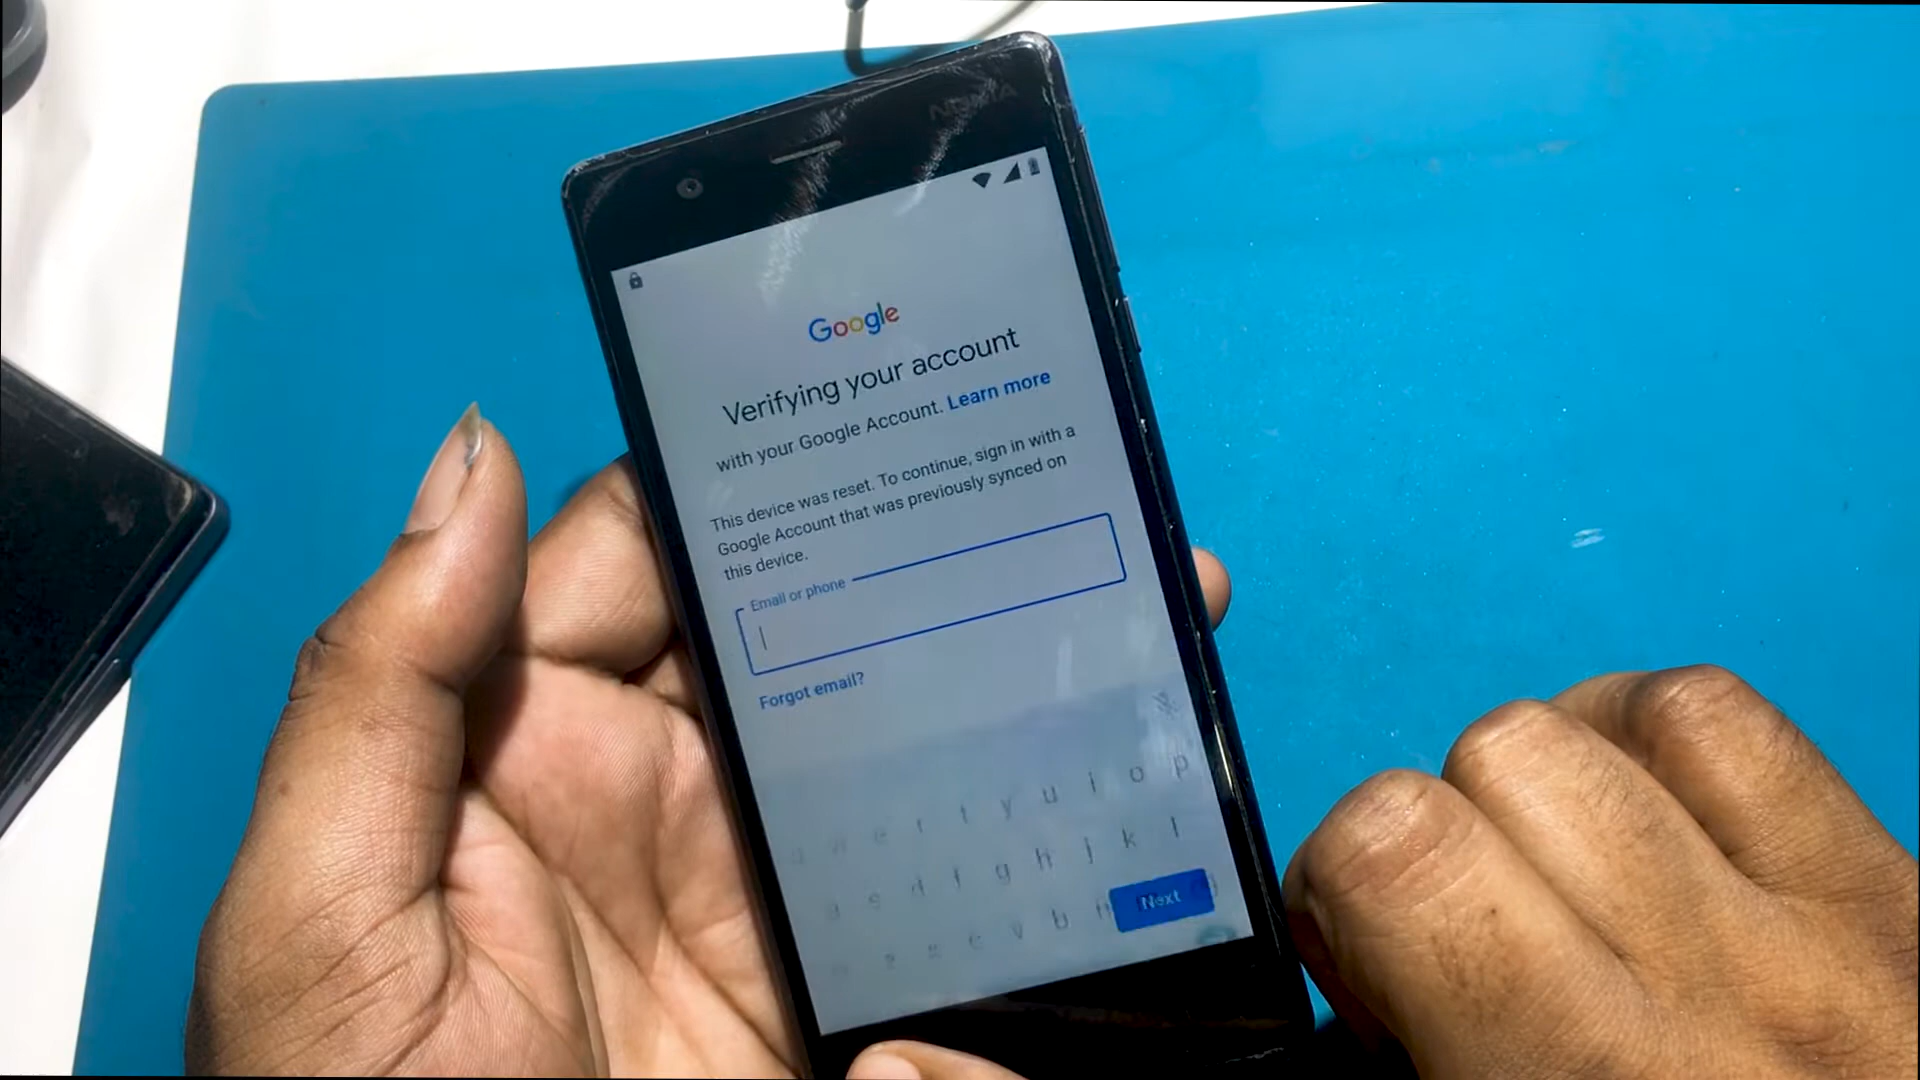 NOKIA
Google
Verifying your account
with your Google Account. Learn more
This device was reset. To continue, sign in with a
Google Account that was previously synced on
this device.
Email or phone
Forgot email?
q w e r t y u i o p
a s d f g h j k l
z x c v b n
Next